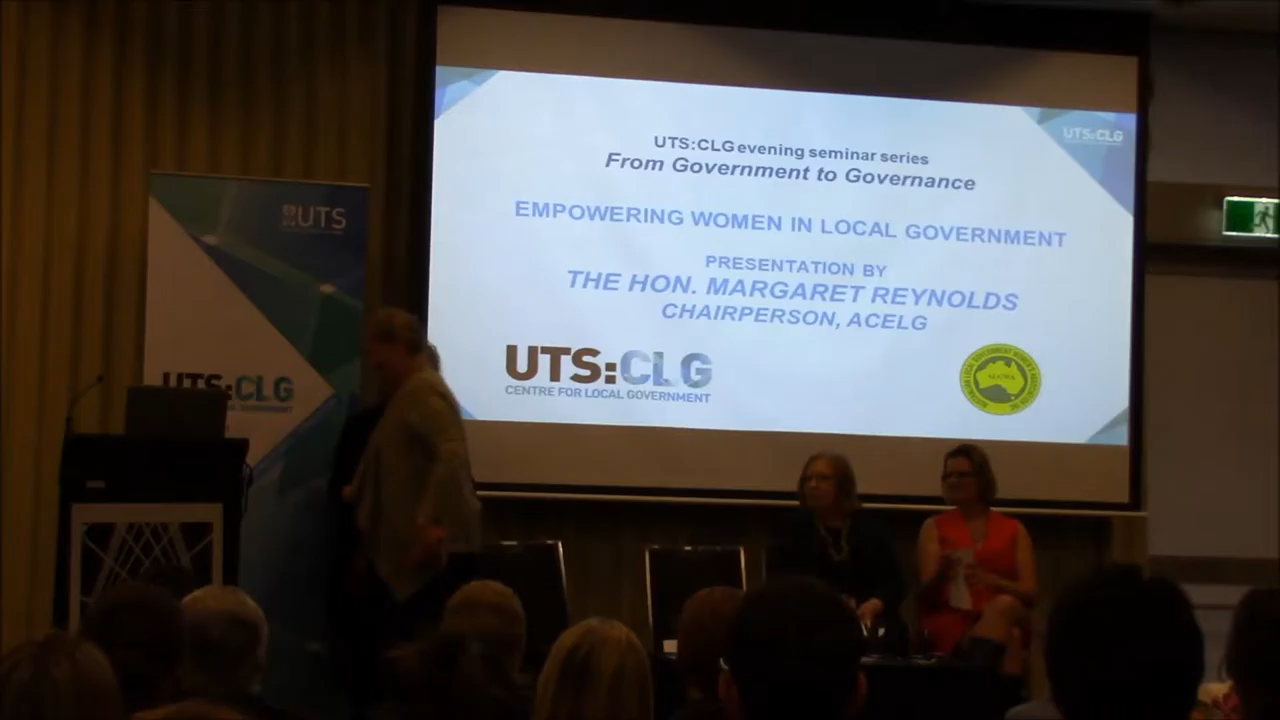 UTS:CLG evening seminar series
From Government to Governance
EMPOWERING WOMEN IN LOCAL GOVERNMENT
PRESENTATION BY
THE HON. MARGARET REYNOLDS
CHAIRPERSON, ACELG
UTS:CLG
CENTRE FOR LOCAL GOVERNMENT
UTS:CLG
UTS
UTS:CLG
GOVERNMENT